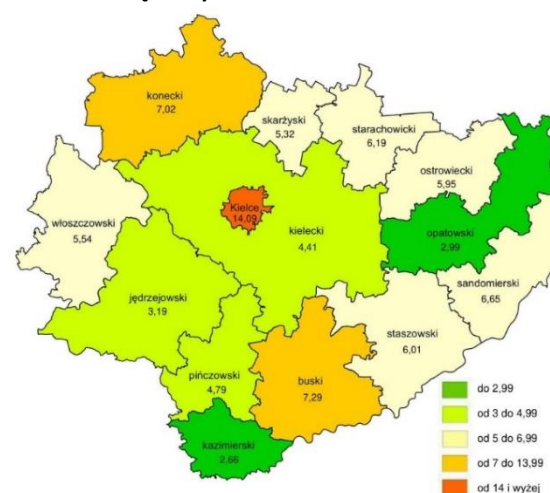 konecki
7,02
skarżyski
5,32
starachowicki
6,19
ostrowiecki
5,95
Kielce
14,09
włoszczowski
5,54
kielecki
4,41
opatowski
2,99
sandomierski
6,65
jędrzejowski
3,19
staszowski
6,01
pińczowski
4,79
buski
7,29
kazimierski
2,66
do 2,99
od 3 do 4,99
od 5 do 6,99
od 7 do 13,99
od 14 i wyżej